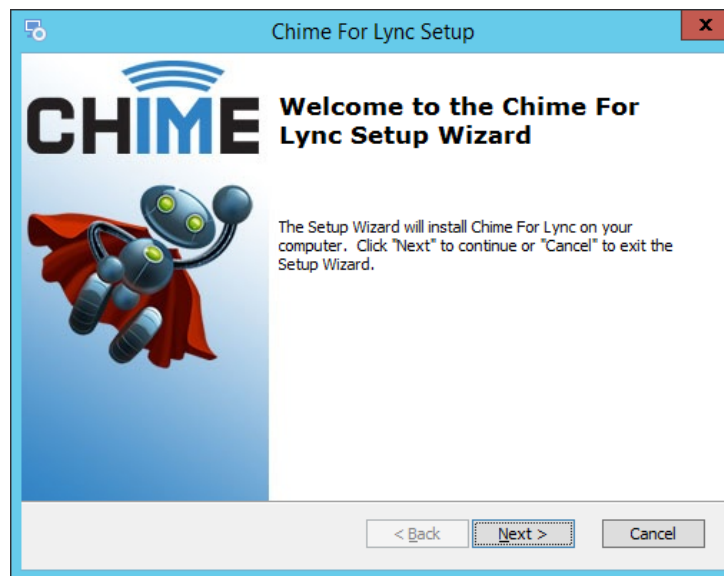 Chime For Lync Setup
x
CHIME
Welcome to the Chime For
Lync Setup Wizard
The Setup Wizard will install Chime For Lync on your
computer. Click "Next" to continue or "Cancel" to exit the
Setup Wizard.
< Back Next > Cancel